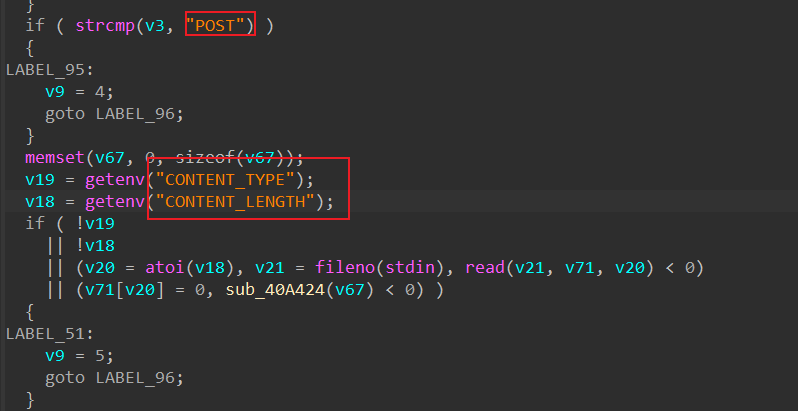 }
if ( strcmp(v3, "POST") )
{
LABEL_95:
v9 = 4;
goto LABEL_96;
}
memset(v67, 0, sizeof(v67));
v19 = getenv("CONTENT_TYPE");
v18 = getenv("CONTENT_LENGTH");
if ( !v19
|| !v18
|| (v20 = atoi(v18), v21 = fileno(stdin), read(v21, v71, v20) < 0)
|| (v71[v20] = 0, sub_40A424(v67) < 0) )
{
LABEL_51:
v9 = 5;
goto LABEL_96;
}